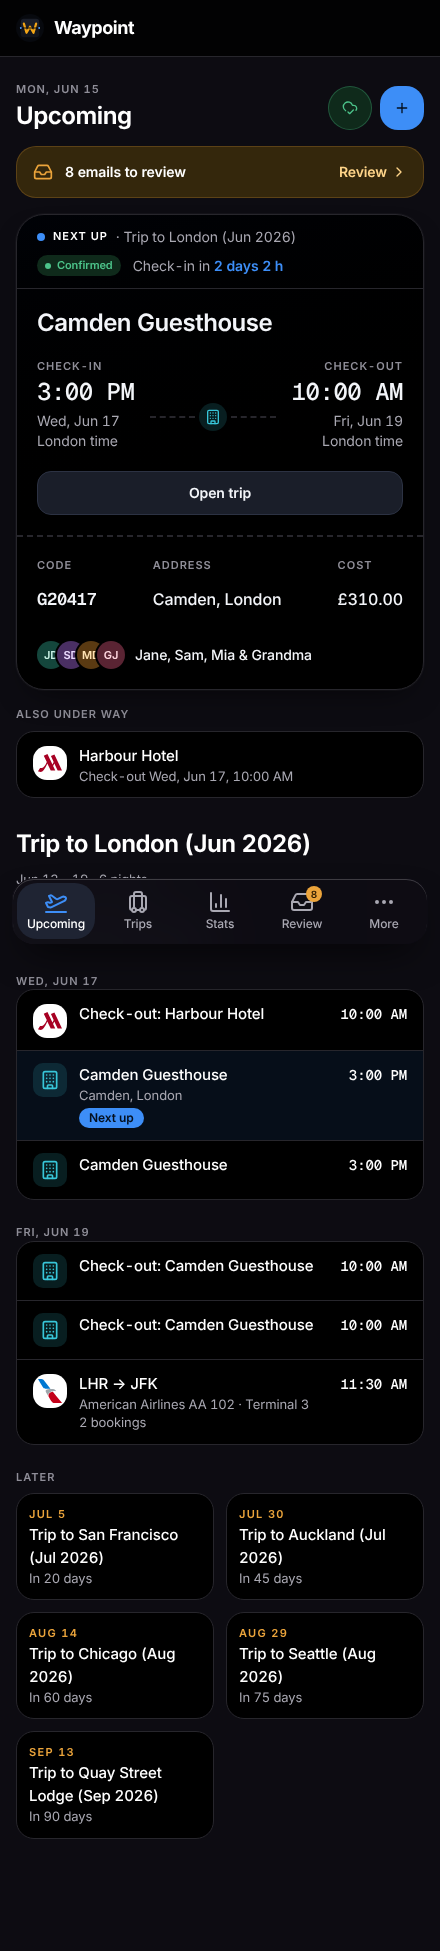 Waypoint
MON, JUN 15
Upcoming
8 emails to review
Review
NEXT UP · Trip to London (Jun 2026)
Confirmed
Check-in in 2 days 2 h
Camden Guesthouse
CHECK-IN
CHECK-OUT
3:00 PM
10:00 AM
Wed, Jun 17
Fri, Jun 19
London time
London time
Open trip
CODE
ADDRESS
COST
G20417
Camden, London
£310.00
GJ
Jane, Sam, Mia & Grandma
ALSO UNDER WAY
Harbour Hotel
Check-out Wed, Jun 17, 10:00 AM
Trip to London (Jun 2026)
Upcoming
Trips
Stats
8
Review
More
WED, JUN 17
Check-out: Harbour Hotel
10:00 AM
Camden Guesthouse
3:00 PM
Camden, London
Next up
Camden Guesthouse
3:00 PM
FRI, JUN 19
Check-out: Camden Guesthouse
10:00 AM
Check-out: Camden Guesthouse
10:00 AM
LHR → JFK
11:30 AM
American Airlines AA 102 · Terminal 3
2 bookings
LATER
JUL 5
Trip to San Francisco
(Jul 2026)
In 20 days
JUL 30
Trip to Auckland (Jul
2026)
In 45 days
AUG 14
Trip to Chicago (Aug
2026)
In 60 days
AUG 29
Trip to Seattle (Aug
2026)
In 75 days
SEP 13
Trip to Quay Street
Lodge (Sep 2026)
In 90 days